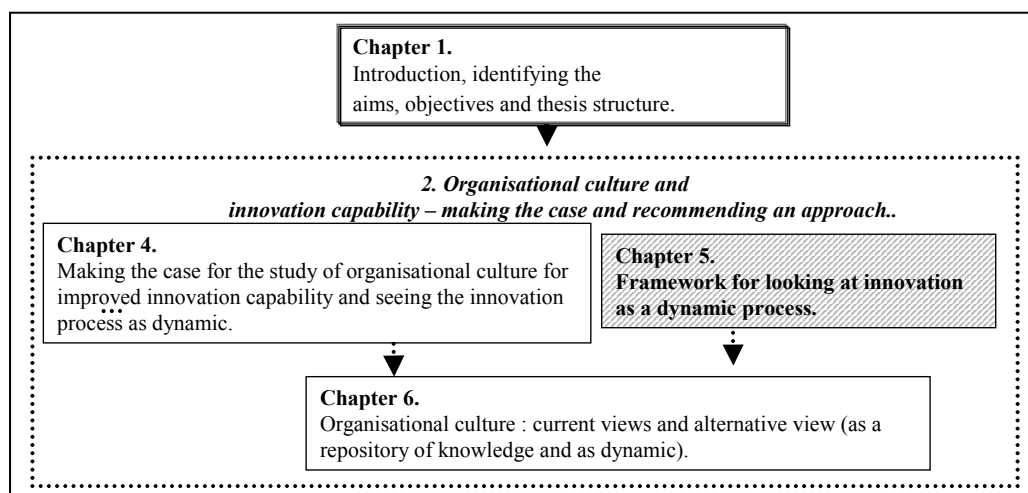 Chapter 1.
Introduction, identifying the
aims, objectives and thesis structure.
2. Organisational culture and
innovation capability – making the case and recommending an approach..
Chapter 4.
Making the case for the study of organisational culture for
improved innovation capability and seeing the innovation
process as dynamic.
Chapter 5.
Framework for looking at innovation
as a dynamic process.
Chapter 6.
Organisational culture : current views and alternative view (as a
repository of knowledge and as dynamic).